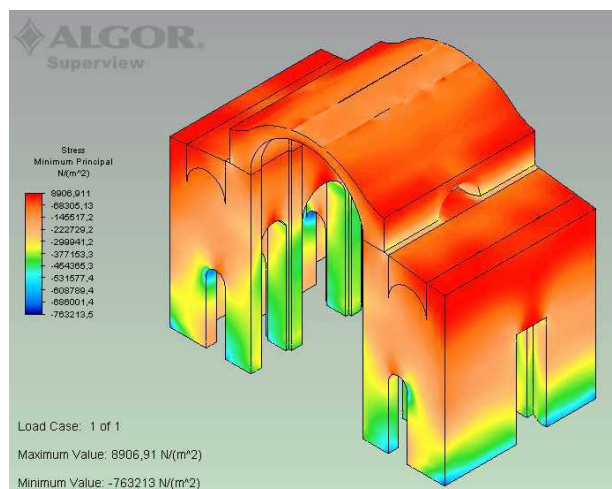 ALGOR.
Superview
Stress
Minimum Principal
N/(m^2)
8906,911
-68305,13
-145517,2
-222729,2
-299941,2
-377153,3
-454365,3
-531577,4
-608789,4
-686001,4
-763213,5
Load Case: 1 of 1
Maximum Value: 8906,91 N/(m^2)
Minimum Value: -763213 N/(m^2)